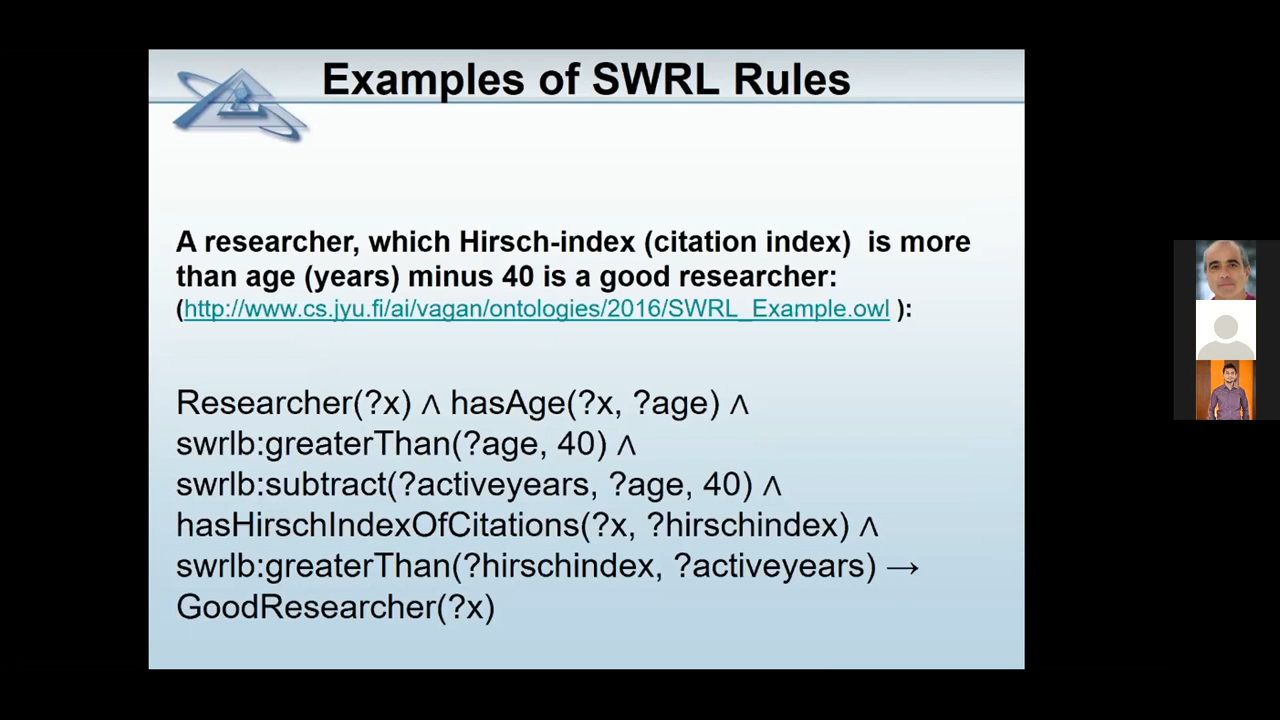 Examples of SWRL Rules
A researcher, which Hirsch-index (citation index)  is more
than age (years) minus 40 is a good researcher:
(http://www.cs.jyu.fi/ai/vagan/ontologies/2016/SWRL_Example.owl ):
Researcher(?x) ∧ hasAge(?x, ?age) ∧
swrlb:greaterThan(?age, 40) ∧
swrlb:subtract(?activeyears, ?age, 40) ∧
hasHirschIndexOfCitations(?x, ?hirschindex) ∧
swrlb:greaterThan(?hirschindex, ?activeyears) →
GoodResearcher(?x)